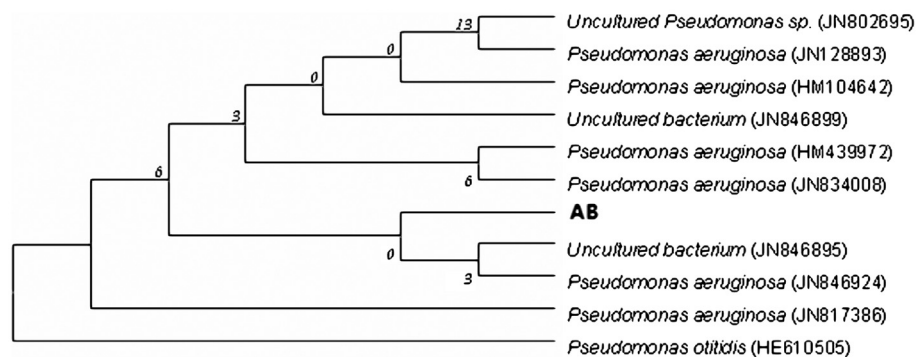 13 Uncultured Pseudomonas sp. (JN802695)
0 Pseudomonas aeruginosa (JN128893)
0 Pseudomonas aeruginosa (HM104642)
3 Uncultured bacterium (JN846899)
Pseudomonas aeruginosa (HM439972)
6 6 Pseudomonas aeruginosa (JN834008)
AB
0 Uncultured bacterium (JN846895)
3 Pseudomonas aeruginosa (JN846924)
Pseudomonas aeruginosa (JN817386)
Pseudomonas otitidis (HE610505)